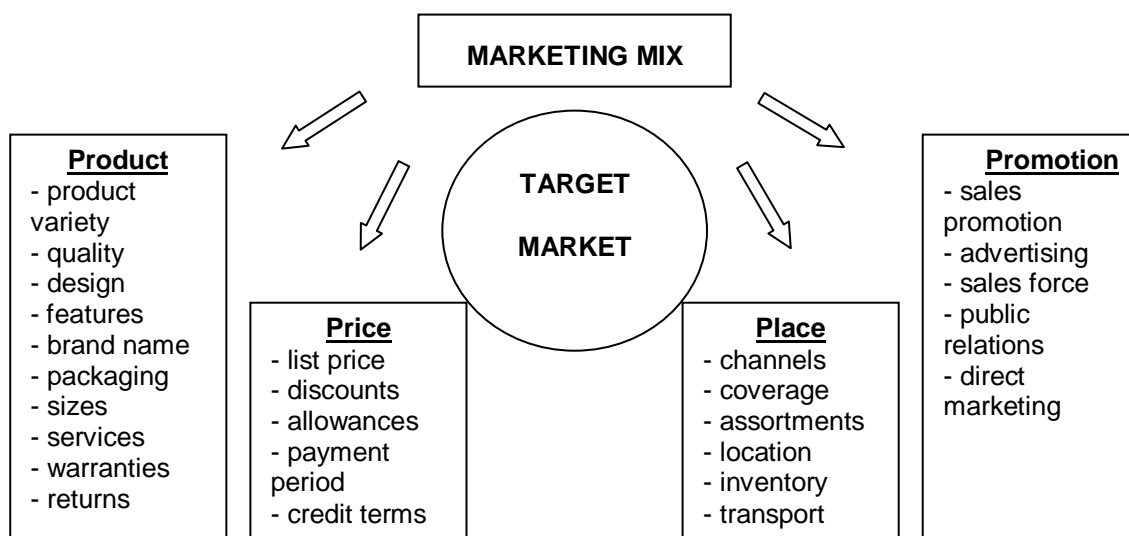 MARKETING MIX
TARGET
MARKET
Product
- product
variety
- quality
- design
- features
- brand name
- packaging
- sizes
- services
- warranties
- returns
Price
- list price
- discounts
- allowances
- payment
period
- credit terms
Place
- channels
- coverage
- assortments
- location
- inventory
- transport
Promotion
- sales
promotion
- advertising
- sales force
- public
relations
- direct
marketing